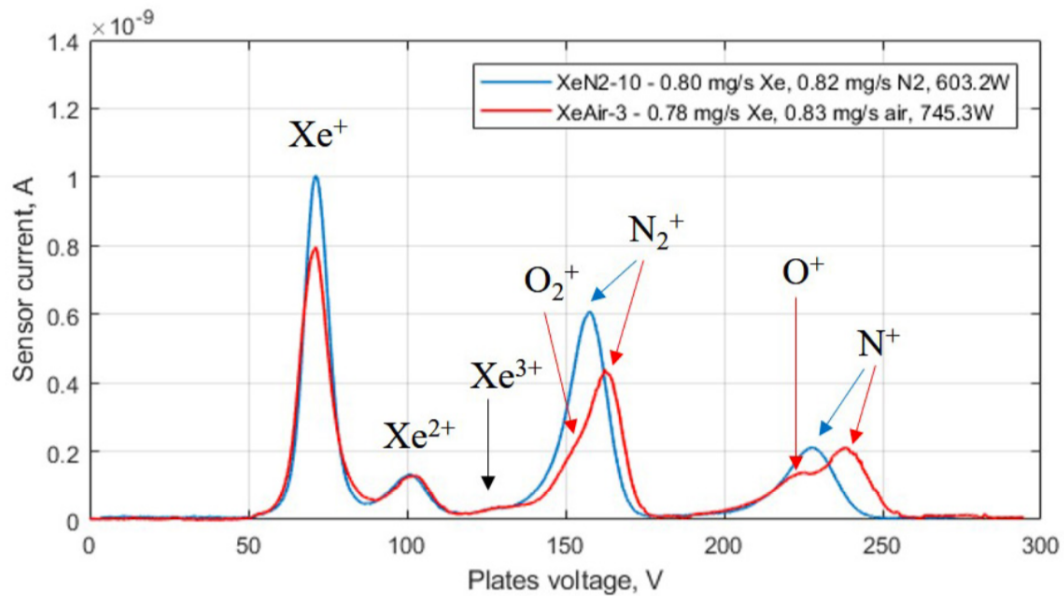 ×10⁻⁹
1.4
1.2
1
0.8
0.6
0.4
0.2
0
Sensor current, A
XeN2-10 - 0.80 mg/s Xe, 0.82 mg/s N2, 603.2W
XeAir-3 - 0.78 mg/s Xe, 0.83 mg/s air, 745.3W
Xe⁺
N₂⁺
O₂⁺
O⁺
N⁺
Xe³⁺
Xe²⁺
0 50 100 150 200 250 300
Plates voltage, V